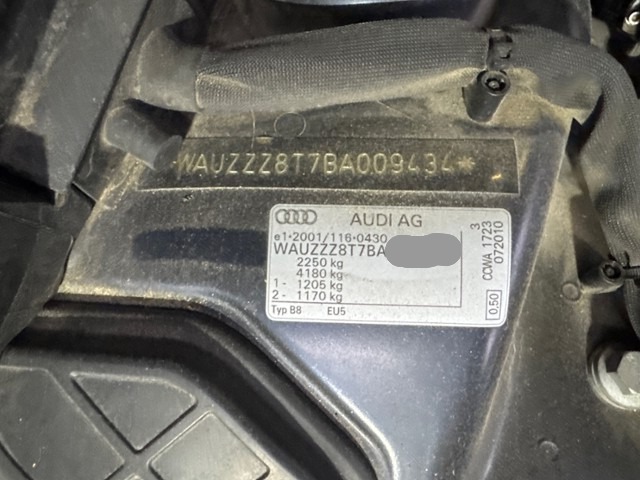 WAUZZZ8T7BA009434*
AUDI AG
e1*2001/116*0430
WAUZZZ8T7BA
2250 kg
4180 kg
1- 1205 kg
2- 1170 kg
Typ B8 EU5
3
CCWA 1723
072010
0,50